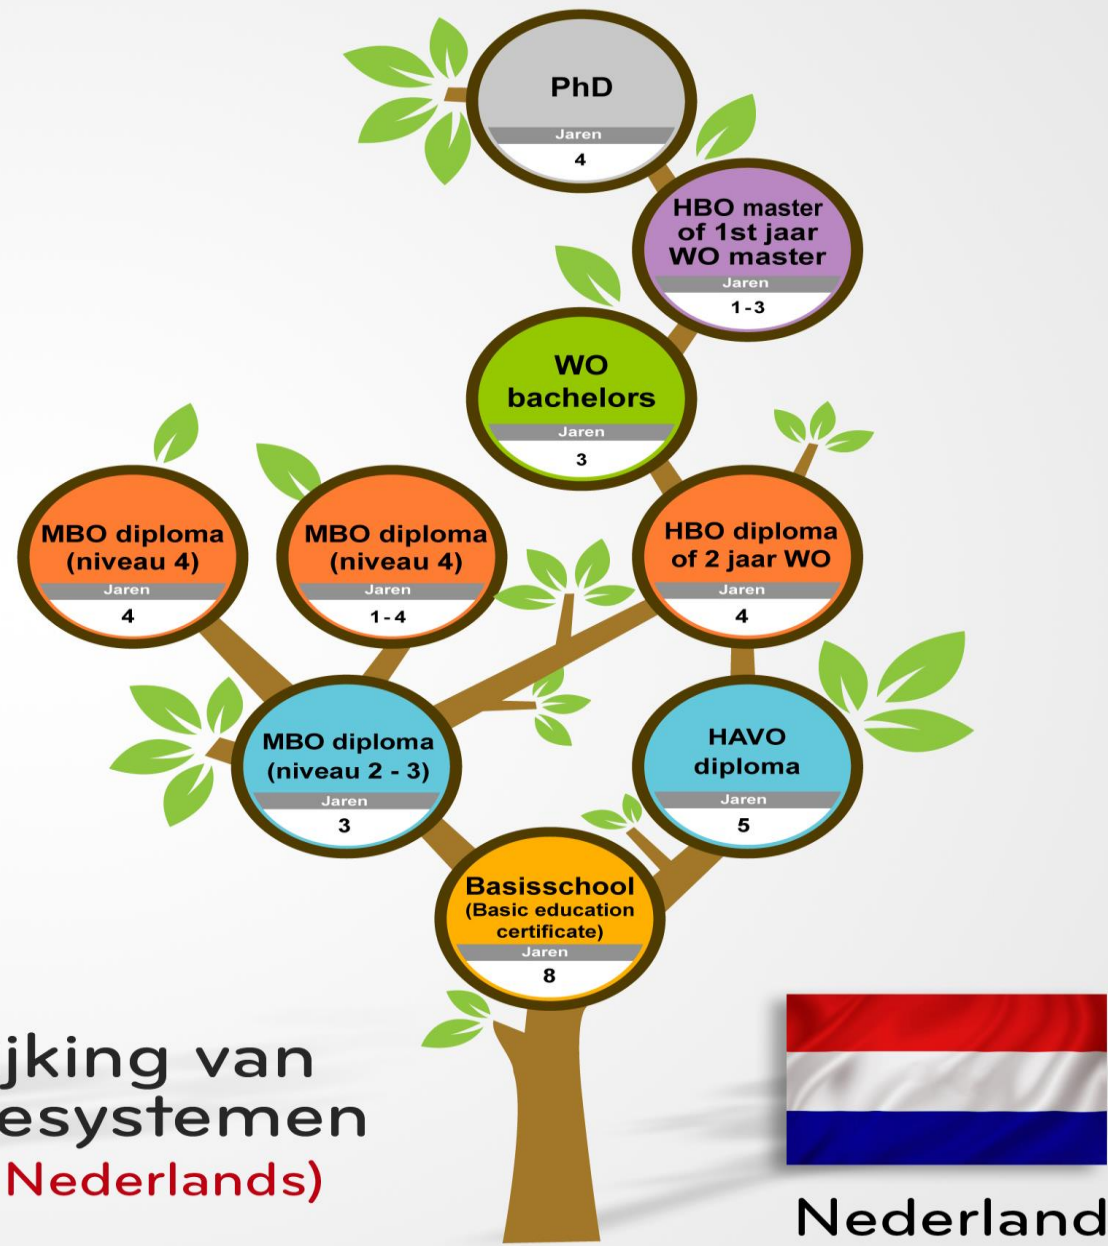 PhD
Jaren
4
HBO master
of 1st jaar
WO master
Jaren
1-3
WO
bachelors
Jaren
3
MBO diploma
(niveau 4)
Jaren
4
MBO diploma
(niveau 4)
Jaren
1-4
HBO diploma
of 2 jaar WO
Jaren
4
MBO diploma
(niveau 2 - 3)
Jaren
3
HAVO
diploma
Jaren
5
Basisschool
(Basic education
certificate)
Jaren
8
jking van
esystemen
Nederlands)
Nederland